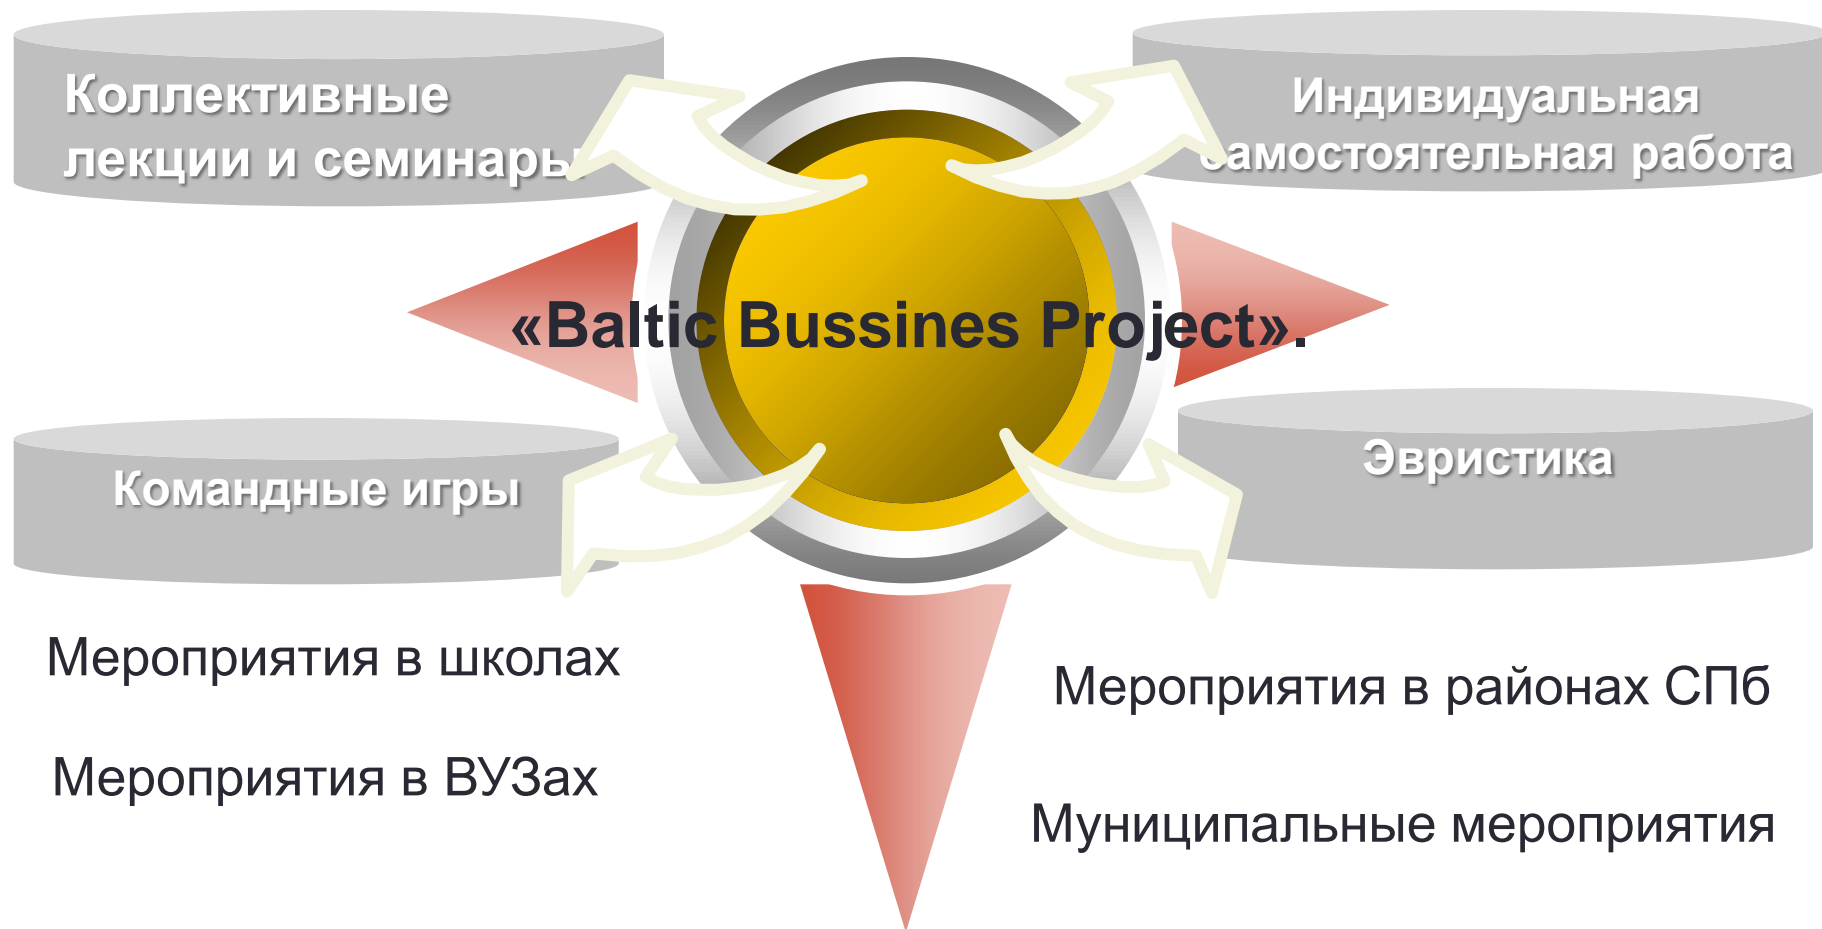 Коллективные
лекции и семинары
Индивидуальная
самостоятельная работа
«Baltic Bussines Project».
Командные игры
Эвристика
Мероприятия в школах
Мероприятия в районах СПб
Мероприятия в ВУЗах
Муниципальные мероприятия